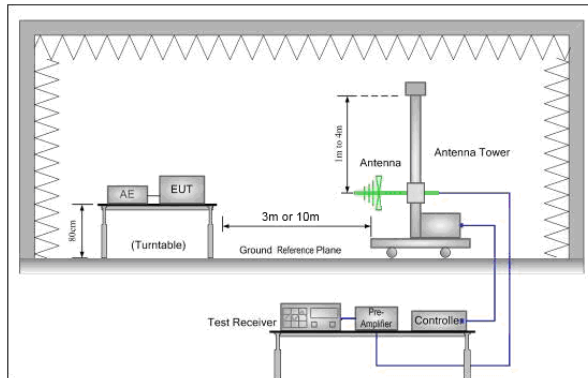 1m to 4m
Antenna
Antenna Tower
AE
EUT
80cm
(Turntable)
3m or 10m
Ground Reference Plane
Test Receiver
Pre-
Amplifier
Controller